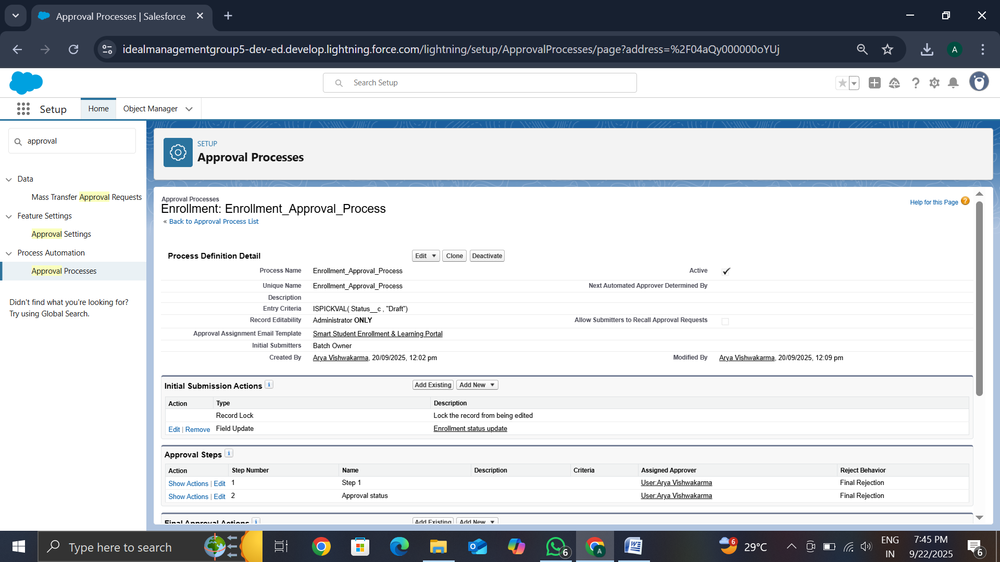 Approval Processes | Salesforce
idealmanagementgroup5-dev-ed.develop.lightning.force.com/lightning/setup/ApprovalProcesses/page?address=%2F04aQy000000oYUj
A
Search Setup
Setup
Home
Object Manager
approval
Data
Mass Transfer Approval Requests
Feature Settings
Approval Settings
Process Automation
Approval Processes
Didn't find what you're looking for?
Try using Global Search.
SETUP
Approval Processes
Approval Processes
Enrollment: Enrollment_Approval_Process
« Back to Approval Process List
Help for this Page ?
Process Definition Detail Edit Clone Deactivate
Process Name Enrollment_Approval_Process Active
Unique Name Enrollment_Approval_Process Next Automated Approver Determined By
Description
Entry Criteria ISPICKVAL( Status__c , "Draft")
Record Editability Administrator ONLY Allow Submitters to Recall Approval Requests
Approval Assignment Email Template Smart Student Enrollment & Learning Portal
Initial Submitters Batch Owner
Created By Arya Vishwakarma, 20/09/2025, 12:02 pm Modified By Arya Vishwakarma, 20/09/2025, 12:09 pm
Initial Submission Actions i Add Existing Add New
Action Type Description
Record Lock Lock the record from being edited
Edit | Remove Field Update Enrollment status update
Approval Steps i
Action Step Number Name Description Criteria Assigned Approver Reject Behavior
Show Actions | Edit 1 Step 1 User:Arya Vishwakarma Final Rejection
Show Actions | Edit 2 Approval status User:Arya Vishwakarma Final Rejection
Final Approval Actions i Add Existing Add New
Type here to search
6
A
6
29°C
ENG
IN
7:45 PM
9/22/2025
6